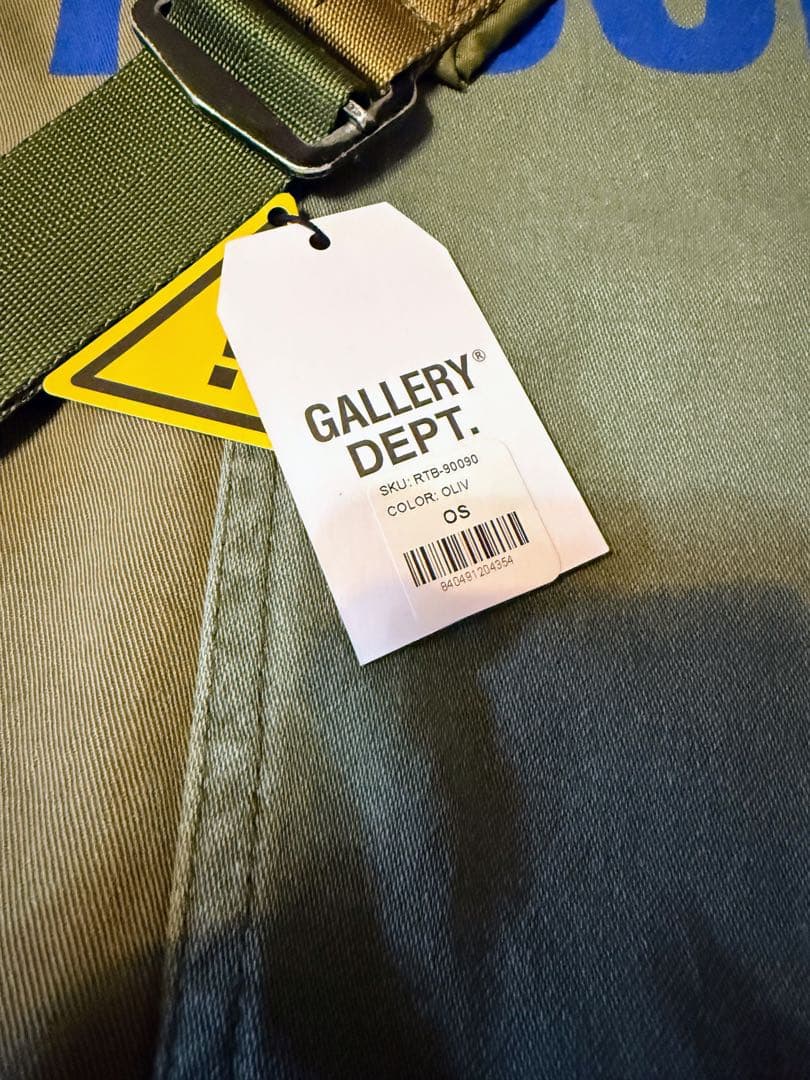 GALLERY®
DEPT.
SKU: RTB-90090
COLOR: OLIV
OS
840491204354
!